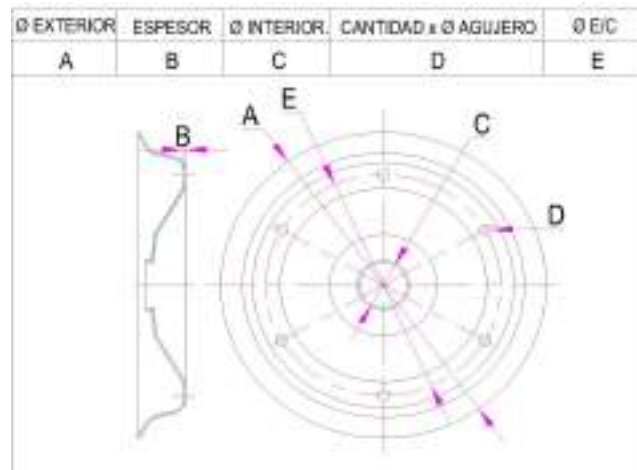 Ø EXTERIOR ESPESOR Ø INTERIOR. CANTIDAD x Ø AGUJERO Ø E/C
A B C D E
E
A
B
C
D